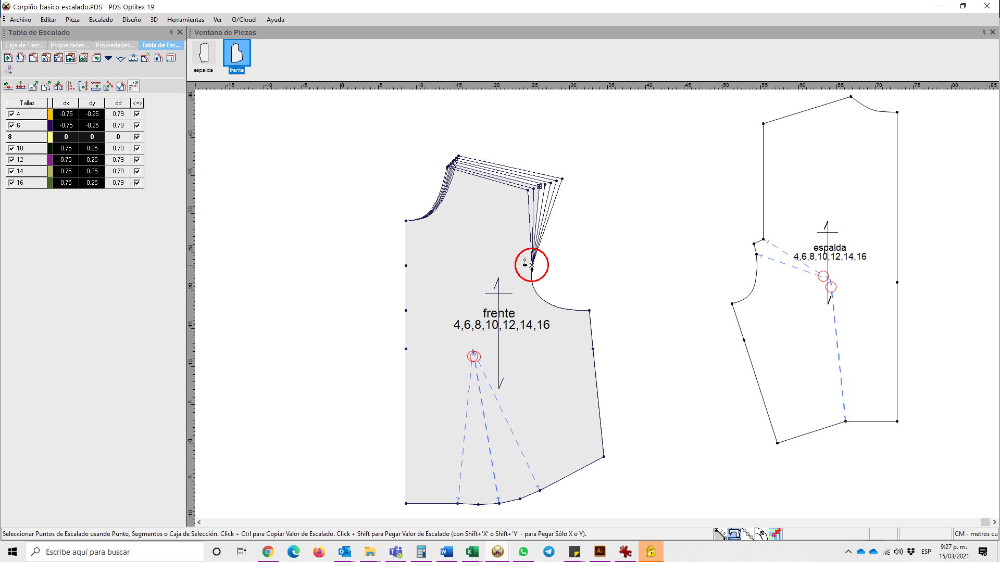 Corpiño basico escalado.PDS - PDS Optitex 19
Archivo Editar Pieza Escalado Diseño 3D Herramientas Ver O/Cloud Ayuda
Tabla de Escalado
Ventana de Piezas
Caja de Herr... Propiedades... Propiedades... Tabla de Esc...
espalda frente
-15 -10 -5 0 5 10 15 20 25 30 35 40 45 50 55 60 65 70 75 80 85
45
40
35
30
25
20
15
10
5
0
-5
-10
Tallas dx dy dd <=>
4 -0.75 -0.25 0.79
6 -0.75 -0.25 0.79
8 0 0 0
10 0.75 0.25 0.79
12 0.75 0.25 0.79
14 0.75 0.25 0.79
16 0.75 0.25 0.79
espalda
4,6,8,10,12,14,16
frente
4,6,8,10,12,14,16
Seleccionar Puntos de Escalado usando Punto, Segmentos o Caja de Selección. Click + Ctrl para Copiar Valor de Escalado. Click + Shift para Pegar Valor de Escalado (con Shift+'X' o Shift+'Y' - para Pegar Sólo X o Y).
CM - metros cu
Escribe aquí para buscar
ESP
9:27 p. m.
15/03/2021